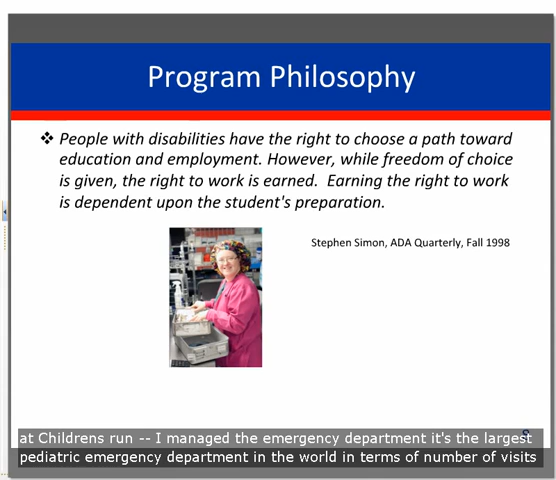 Program Philosophy
❖ People with disabilities have the right to choose a path toward
education and employment. However, while freedom of choice
is given, the right to work is earned.  Earning the right to work
is dependent upon the student's preparation.
Stephen Simon, ADA Quarterly, Fall 1998
at Childrens run -- I managed the emergency department it's the largest
pediatric emergency department in the world in terms of number of visits